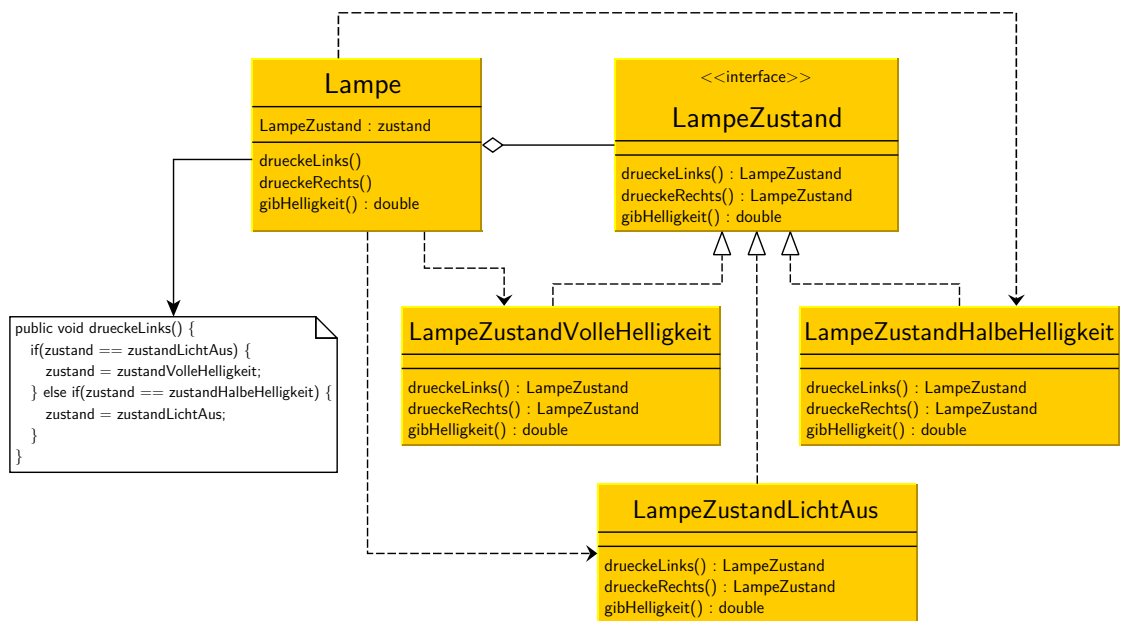 Lampe
LampeZustand : zustand
drueckeLinks()
drueckeRechts()
gibHelligkeit() : double
<<interface>>
LampeZustand
drueckeLinks() : LampeZustand
drueckeRechts() : LampeZustand
gibHelligkeit() : double
public void drueckeLinks() {
if(zustand == zustandLichtAus) {
zustand = zustandVolleHelligkeit;
} else if(zustand == zustandHalbeHelligkeit) {
zustand = zustandLichtAus;
}
}
LampeZustandVolleHelligkeit
drueckeLinks() : LampeZustand
drueckeRechts() : LampeZustand
gibHelligkeit() : double
LampeZustandHalbeHelligkeit
drueckeLinks() : LampeZustand
drueckeRechts() : LampeZustand
gibHelligkeit() : double
LampeZustandLichtAus
drueckeLinks() : LampeZustand
drueckeRechts() : LampeZustand
gibHelligkeit() : double